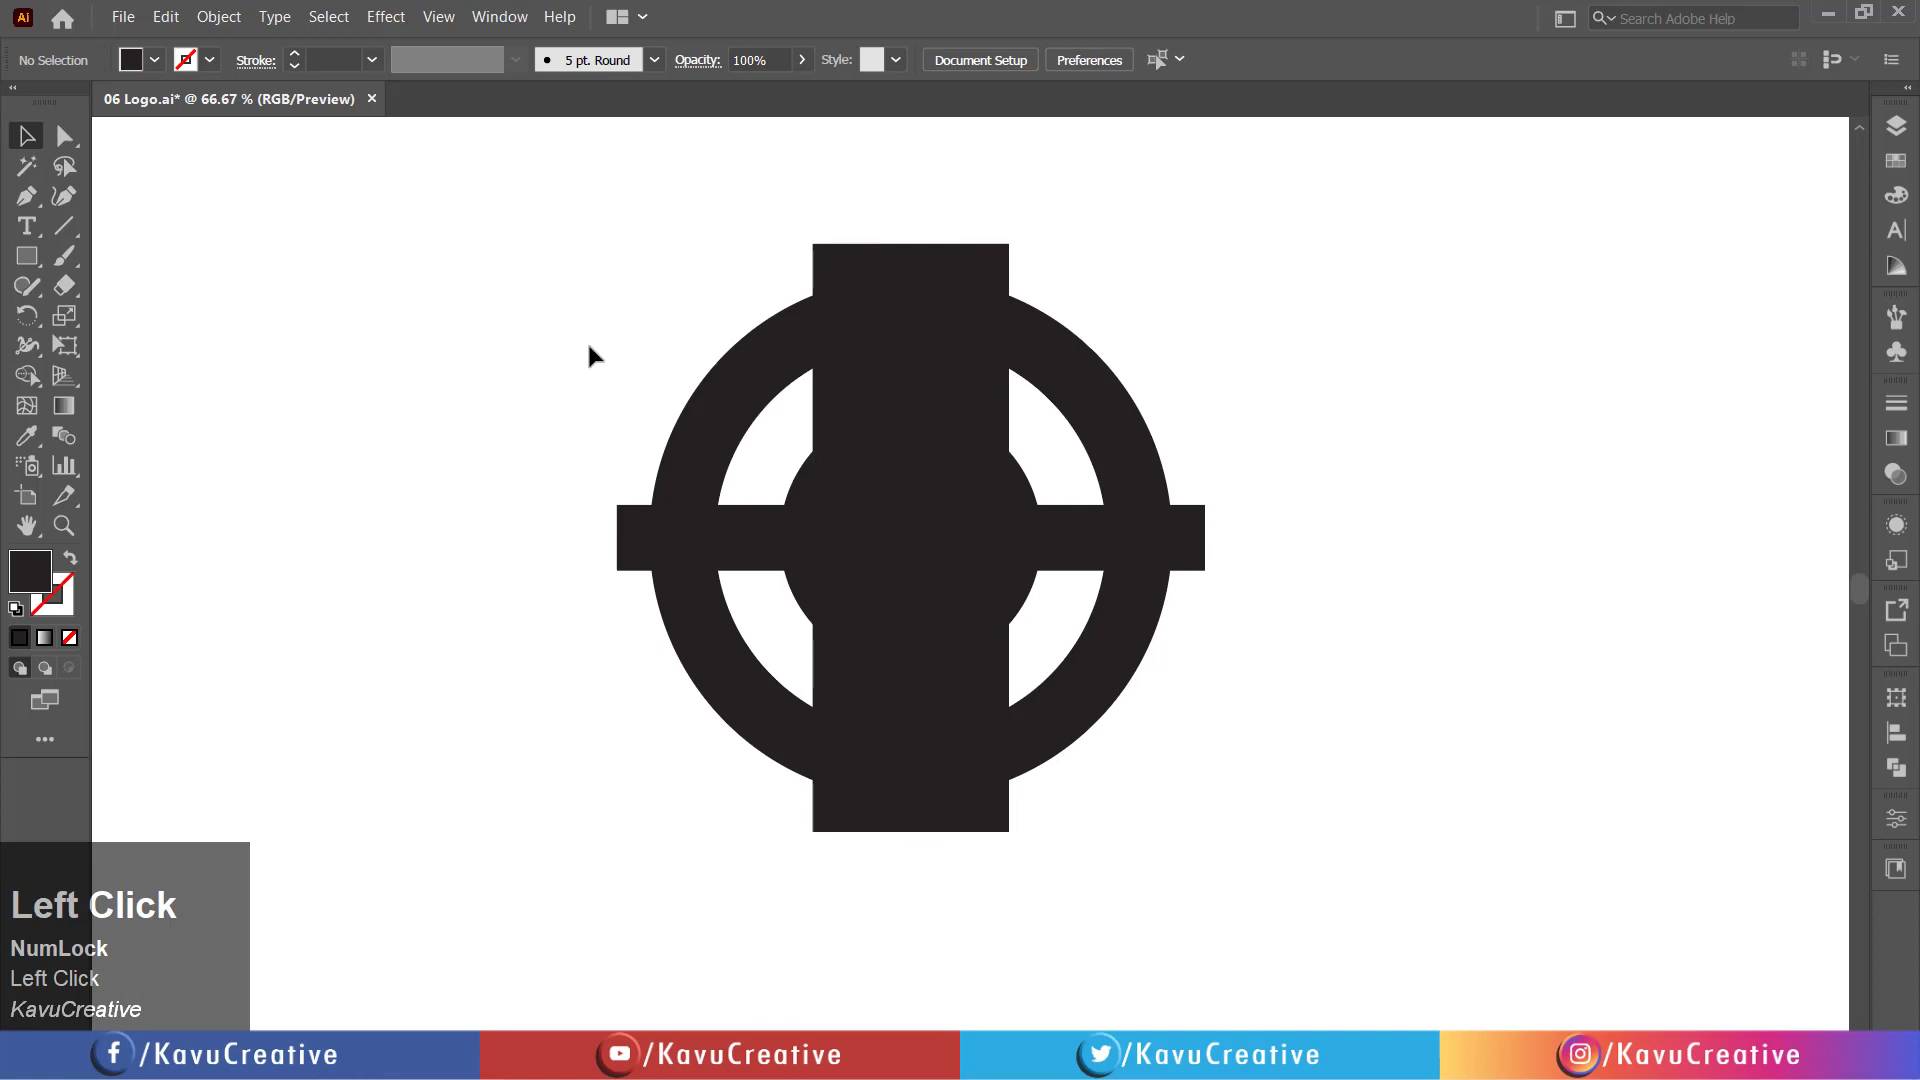 Ai File Edit Object Type Select Effect View Window Help Search Adobe Help
No Selection Stroke: 5 pt. Round Opacity: 100% Style: Document Setup Preferences
06 Logo.ai* @ 66.67 % (RGB/Preview)
Left Click
NumLock
Left Click
KavuCreative
/KavuCreative /KavuCreative /KavuCreative /KavuCreative